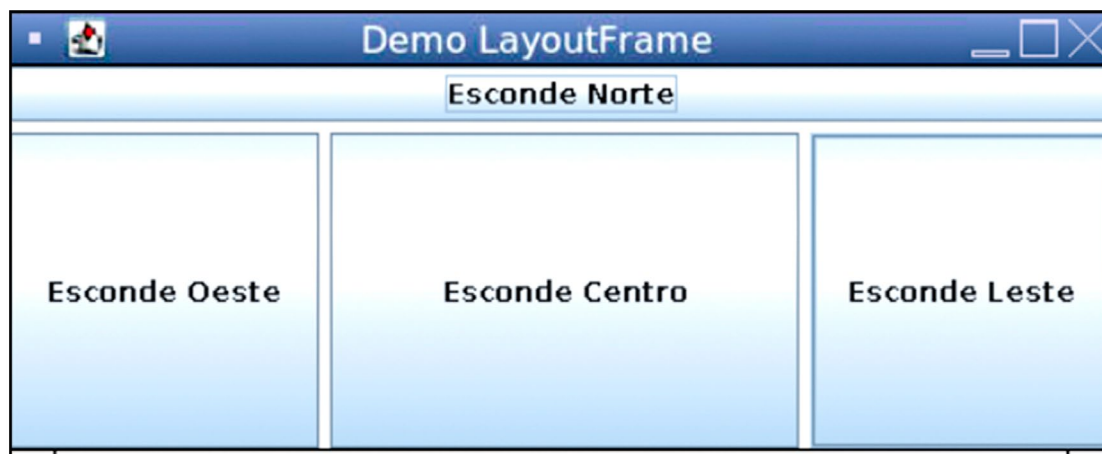 Demo LayoutFrame
Esconde Norte
Esconde Oeste
Esconde Centro
Esconde Leste